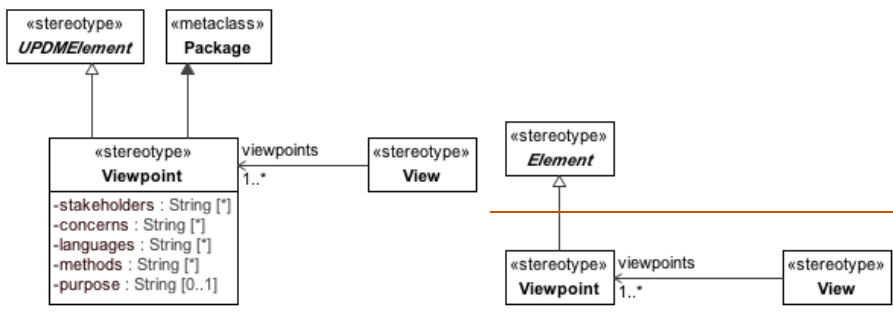 «stereotype»
UPDMElement
«metaclass»
Package
«stereotype»
Viewpoint
-stakeholders : String [*]
-concerns : String [*]
-languages : String [*]
-methods : String [*]
-purpose : String [0..1]
viewpoints
1..*
«stereotype»
View
«stereotype»
Element
«stereotype»
Viewpoint
viewpoints
1..*
«stereotype»
View